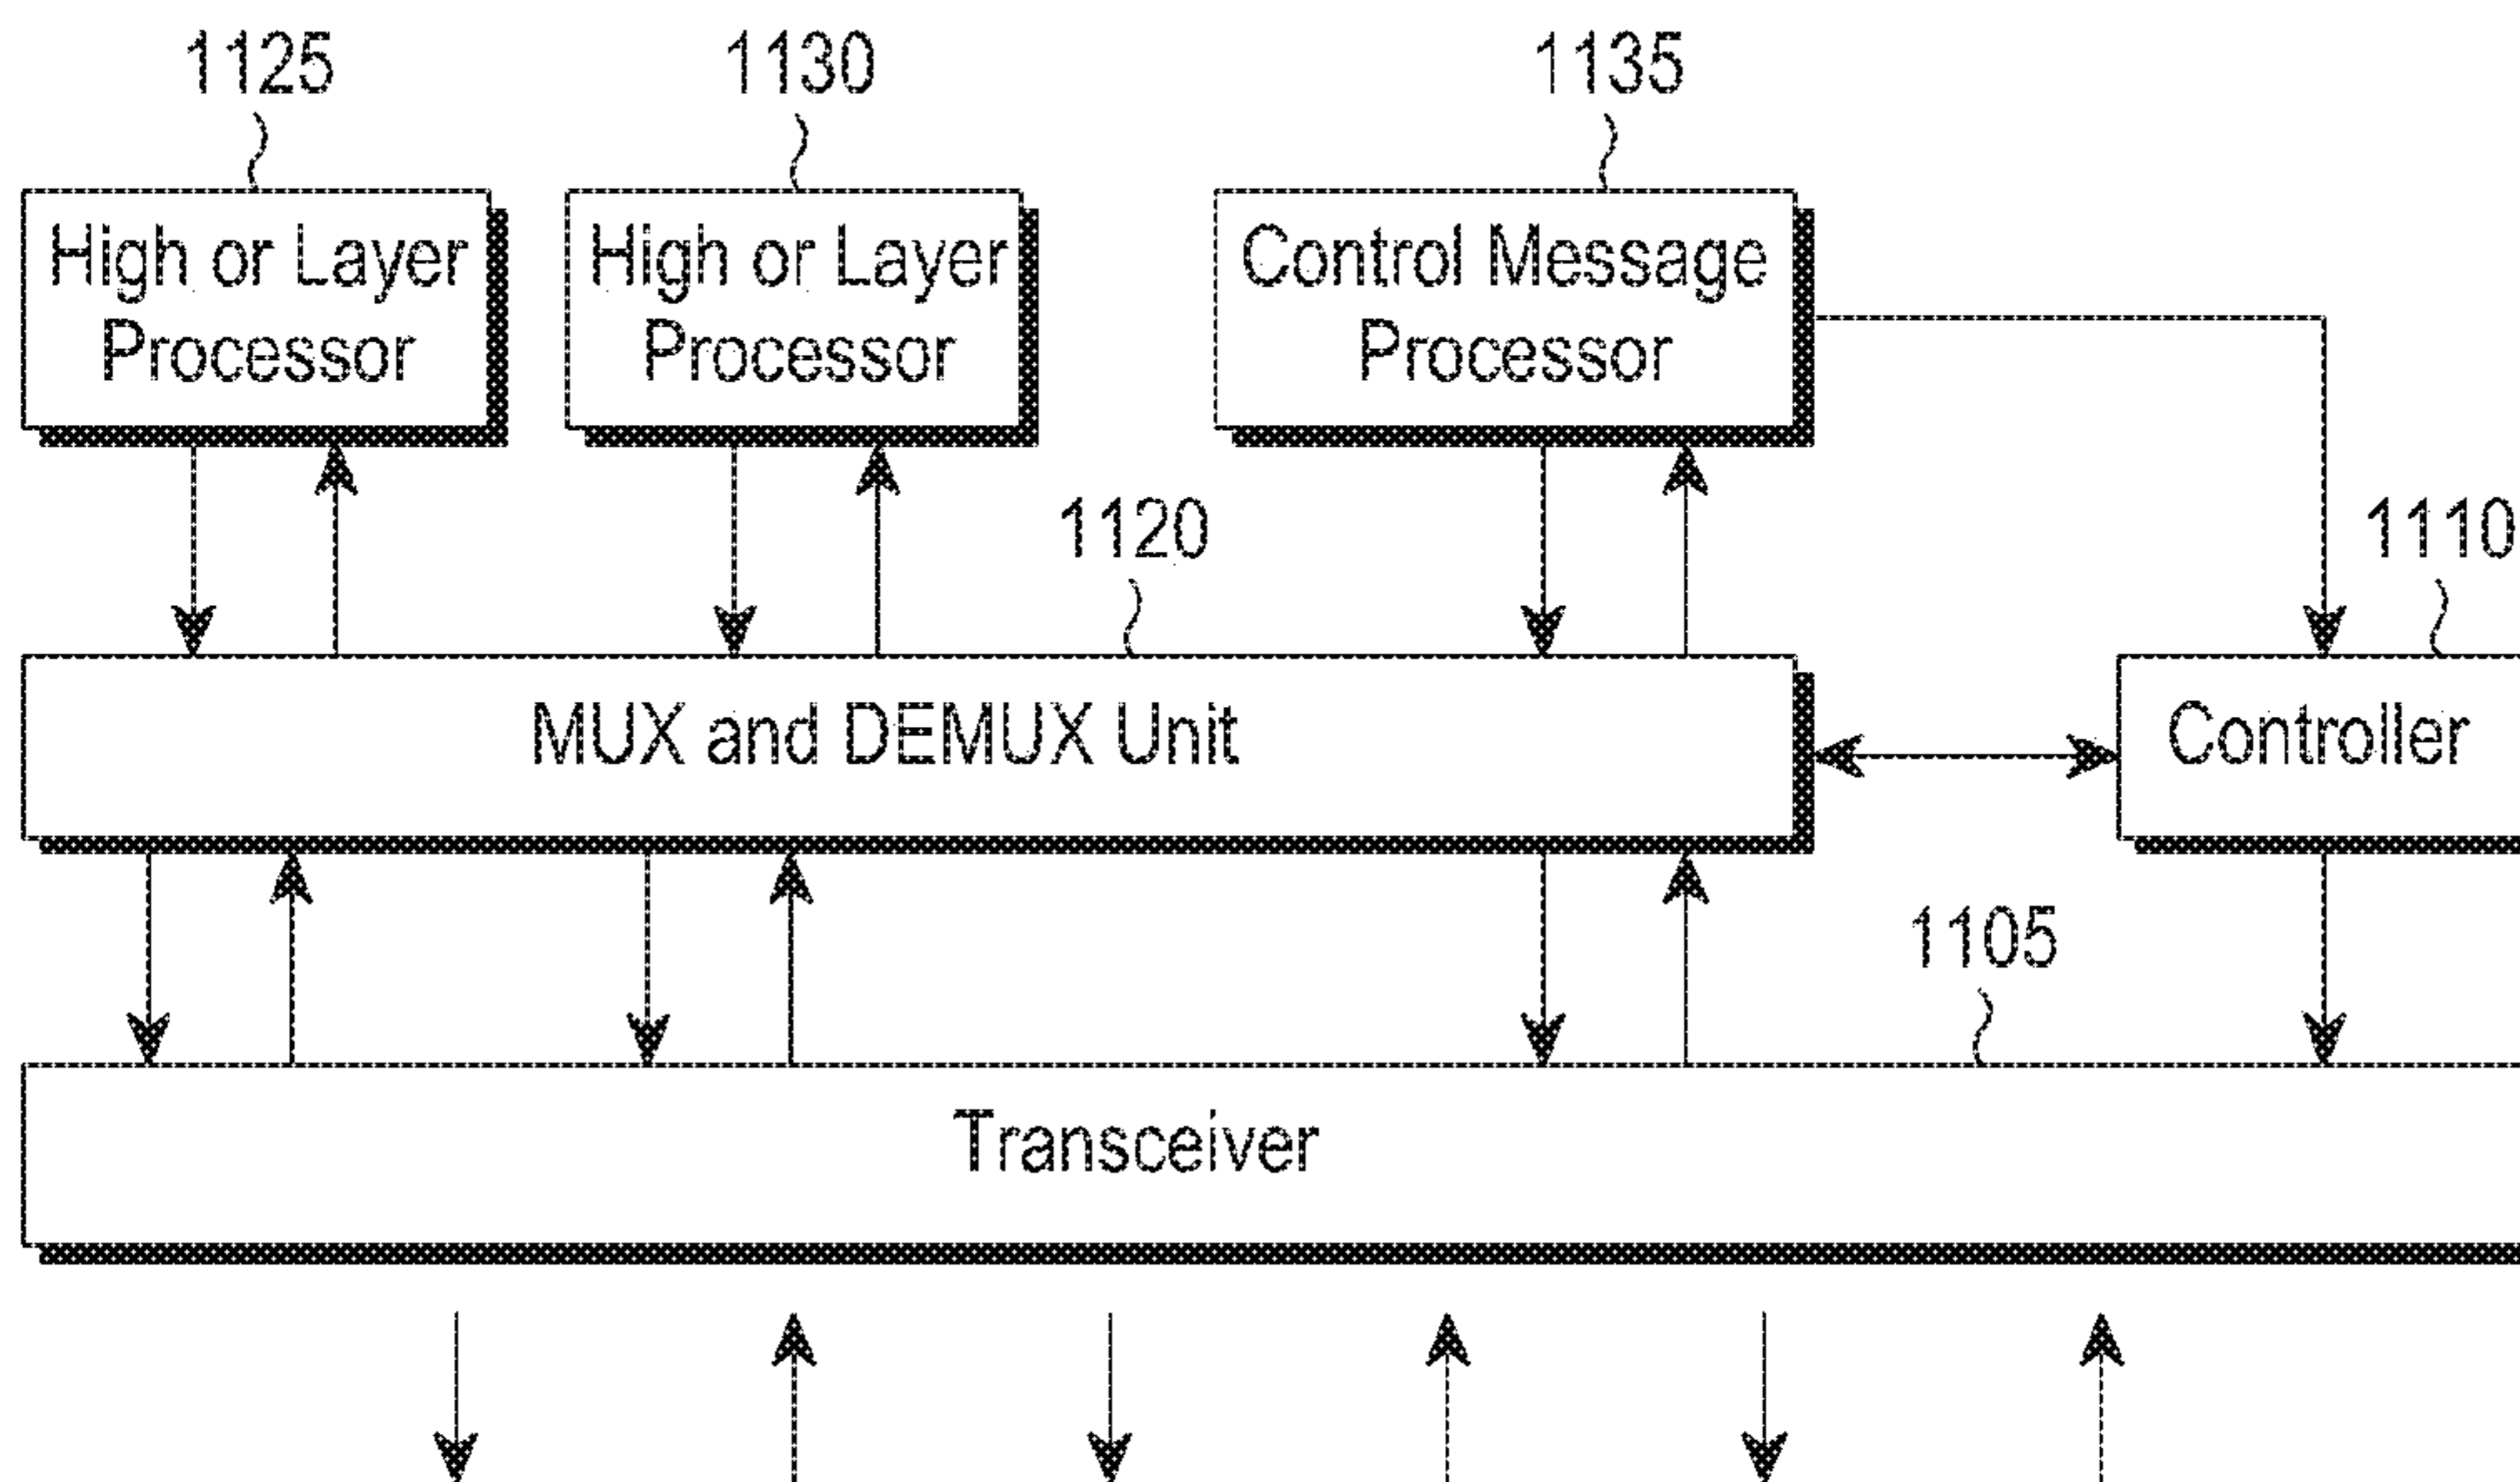 1125
1130
1135
High or Layer
Processor
High or Layer
Processor
Control Message
Processor
1120
1110
MUX and DEMUX Unit
Controller
1105
Transceiver